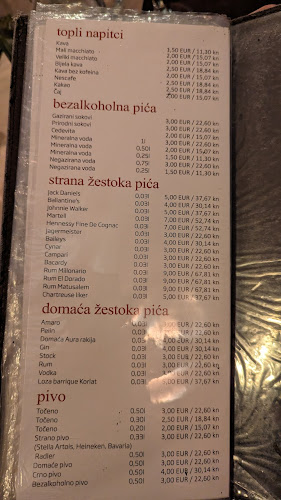 topli napitci
Kava 1,50 EUR / 11,30 kn
Mali macchiato 2,00 EUR / 15,07 kn
Veliki macchiato 2,00 EUR / 15,07 kn
Bijela kava 2,50 EUR / 18,84 kn
Kava bez kofeina 2,00 EUR / 15,07 kn
Nescafe 2,50 EUR / 18,84 kn
Kakao 2,50 EUR / 18,84 kn
Čaj 2,00 EUR / 15,07 kn
bezalkoholna pića
Gazirani sokovi 3,00 EUR / 22,60 kn
Prirodni sokovi 3,00 EUR / 22,60 kn
Cedevita 2,00 EUR / 15,07 kn
Mineralna voda 1l 3,00 EUR / 22,60 kn
Mineralna voda 0,50l 2,00 EUR / 15,07 kn
Mineralna voda 0,25l 1,50 EUR / 11,30 kn
Negazirana voda 0,75l 3,00 EUR / 22,60 kn
Negazirana voda 0,25l 1,50 EUR / 11,30 kn
strana žestoka pića
Jack Daniels 0,03l 5,00 EUR / 37,67 kn
Ballantine's 0,03l 4,00 EUR / 30,14 kn
Johnnie Walker 0,03l 5,00 EUR / 37,67 kn
Martell 0,03l 7,00 EUR / 52,74 kn
Hennessy Fine De Cognac 0,03l 7,00 EUR / 52,74 kn
Jagermeister 0,03l 3,00 EUR / 22,60 kn
Baileys 0,03l 4,00 EUR / 30,14 kn
Cynar 0,03l 3,00 EUR / 22,60 kn
Campari 0,03l 3,00 EUR / 22,60 kn
Bacardy 0,03l 3,00 EUR / 22,60 kn
Rum Millonario 0,03l 9,00 EUR / 67,81 kn
Rum El Dorado 0,03l 9,00 EUR / 67,81 kn
Rum Matusalem 0,03l 9,00 EUR / 67,81 kn
Chartreuse liker 0,03l 5,00 EUR / 37,67 kn
domaća žestoka pića
Amaro 0,03l 3,00 EUR / 22,60 kn
Pelin 0,03l 3,00 EUR / 22,60 kn
Domaća Aura rakija 0,03l 4,00 EUR / 30,14 kn
Gin 0,03l 4,00 EUR / 30,14 kn
Stock 0,03l 3,00 EUR / 22,60 kn
Rum 0,03l 3,00 EUR / 22,60 kn
Vodka 0,03l 4,00 EUR / 30,14 kn
Loza barrique Korlat 0,03l 5,00 EUR / 37,67 kn
pivo
Točeno 0,50l 3,00 EUR / 22,60 kn
Točeno 0,30l 2,50 EUR / 18,84 kn
Točeno 0,20l 2,00 EUR / 15,07 kn
Strano pivo 0,33l 3,00 EUR / 22,60 kn
(Stella Artois, Heineken, Bavaria)
Radler 0,50l 3,00 EUR / 22,60 kn
Domaće pivo 0,50l 3,00 EUR / 22,60 kn
Crno pivo 0,50l 4,00 EUR / 30,14 kn
Bezalkoholno pivo 0,50l 3,00 EUR / 22,60 kn